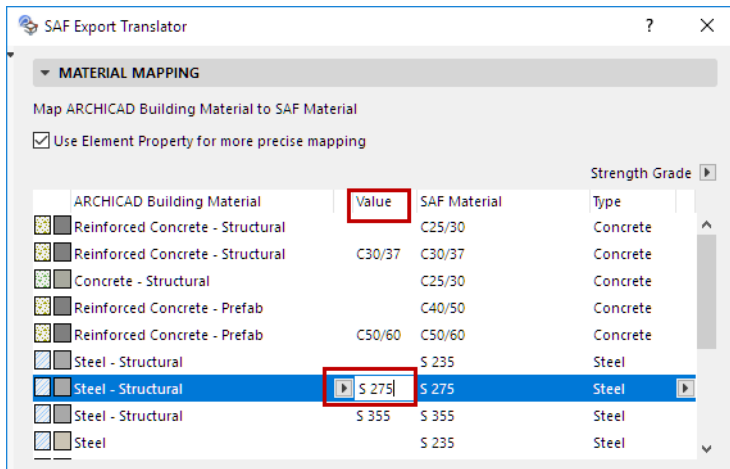 SAF Export Translator ?
MATERIAL MAPPING
Map ARCHICAD Building Material to SAF Material
Use Element Property for more precise mapping
Strength Grade
ARCHICAD Building Material Value SAF Material Type
Reinforced Concrete - Structural C25/30 Concrete
Reinforced Concrete - Structural C30/37 C30/37 Concrete
Concrete - Structural C25/30 Concrete
Reinforced Concrete - Prefab C40/50 Concrete
Reinforced Concrete - Prefab C50/60 C50/60 Concrete
Steel - Structural S 235 Steel
Steel - Structural S 275 S 275 Steel
Steel - Structural S 355 S 355 Steel
Steel S 235 Steel